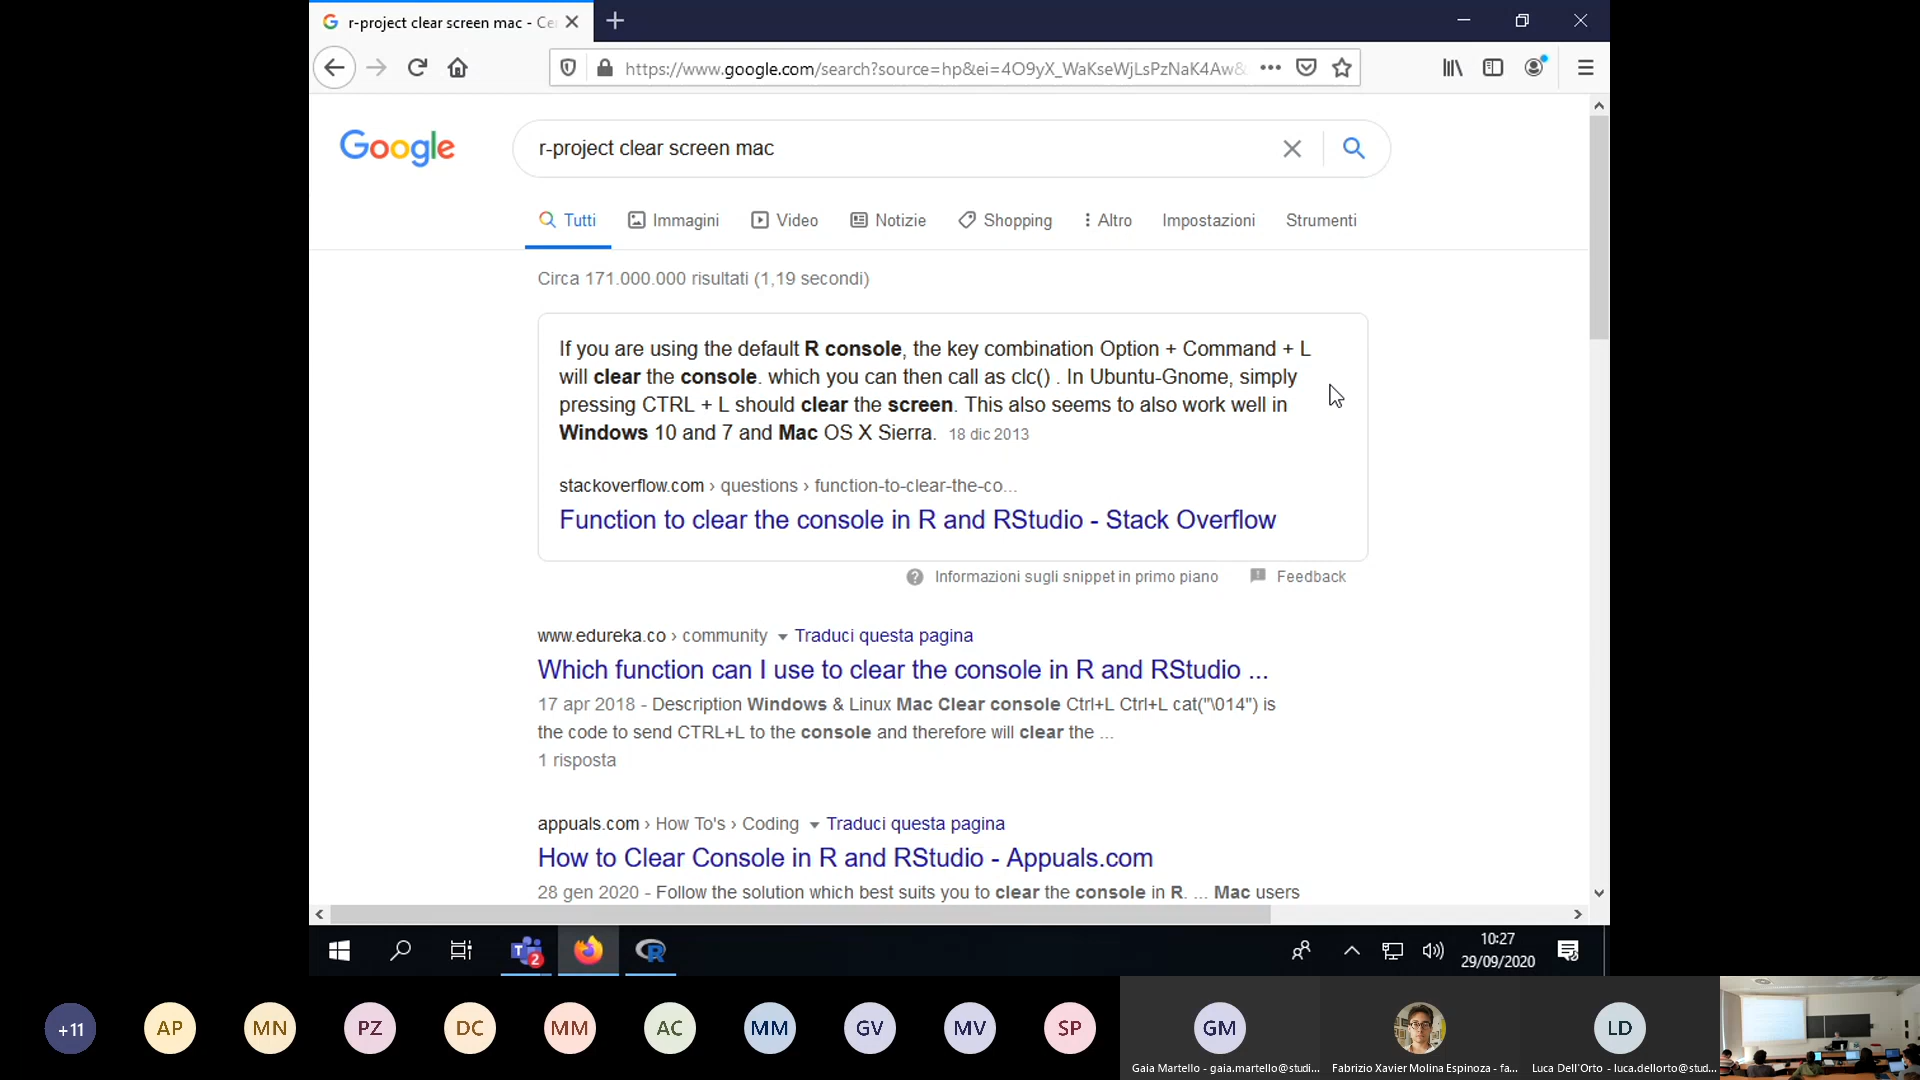 r-project clear screen mac - Ce
https://www.google.com/search?source=hp&ei=4O9yX_WaKseWjLsPzNaK4Aw&
Google
r-project clear screen mac
Tutti
Immagini
Video
Notizie
Shopping
Altro
Impostazioni
Strumenti
Circa 171.000.000 risultati (1,19 secondi)
If you are using the default R console, the key combination Option + Command + L
will clear the console. which you can then call as clc() . In Ubuntu-Gnome, simply
pressing CTRL + L should clear the screen. This also seems to also work well in
Windows 10 and 7 and Mac OS X Sierra. 18 dic 2013
stackoverflow.com › questions › function-to-clear-the-co...
Function to clear the console in R and RStudio - Stack Overflow
Informazioni sugli snippet in primo piano
Feedback
www.edureka.co › community
Traduci questa pagina
Which function can I use to clear the console in R and RStudio ...
17 apr 2018 - Description Windows & Linux Mac Clear console Ctrl+L Ctrl+L cat("\014") is
the code to send CTRL+L to the console and therefore will clear the ...
1 risposta
appuals.com › How To's › Coding
Traduci questa pagina
How to Clear Console in R and RStudio - Appuals.com
28 gen 2020 - Follow the solution which best suits you to clear the console in R. ... Mac users
2
10:27
29/09/2020
+11
AP
MN
PZ
DC
MM
AC
MM
GV
MV
SP
GM
LD
Gaia Martello - gaia.martello@studi...
Fabrizio Xavier Molina Espinoza - fa...
Luca Dell'Orto - luca.dellorto@stud...